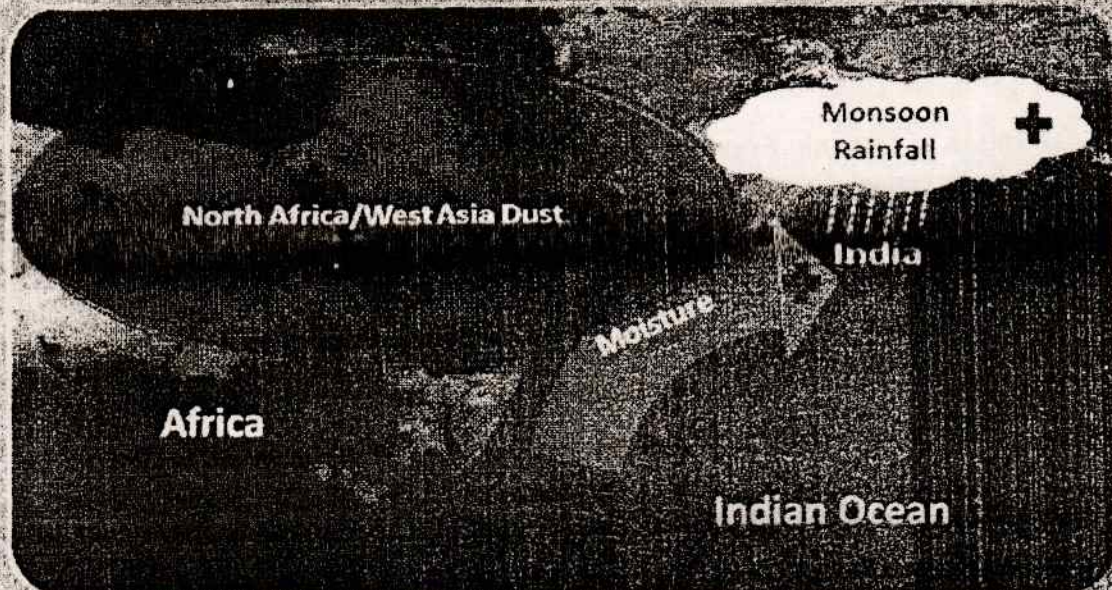 Monsoon
Rainfall
+
North Africa/West Asia Dust
India
Moisture
Africa
Indian Ocean